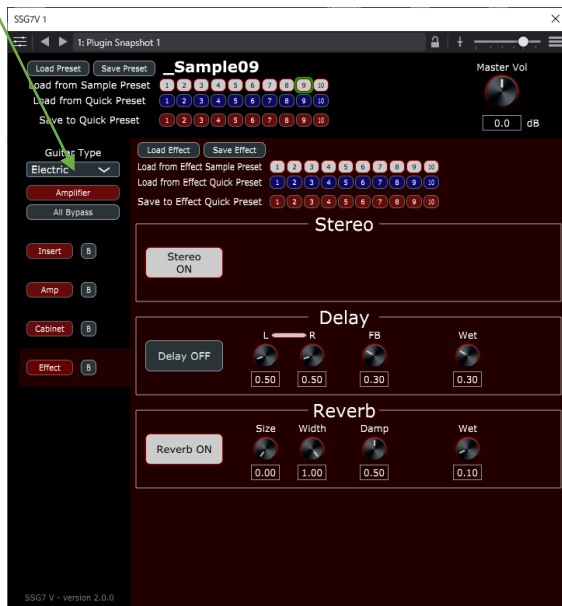 SSG7V 1
1: Plugin Snapshot 1
Load Preset Save Preset _Sample09 Master Vol
Load from Sample Preset 1 2 3 4 5 6 7 8 9 10
Load from Quick Preset 1 2 3 4 5 6 7 8 9 10
Save to Quick Preset 1 2 3 4 5 6 7 8 9 10
0.0 dB
Guitar Type
Electric
Amplifier
All Bypass
Insert B
Amp B
Cabinet B
Effect B
Load Effect Save Effect
Load from Effect Sample Preset 1 2 3 4 5 6 7 8 9 10
Load from Effect Quick Preset 1 2 3 4 5 6 7 8 9 10
Save to Effect Quick Preset 1 2 3 4 5 6 7 8 9 10
Stereo
Stereo
ON
Delay
L R FB Wet
Delay OFF
0.50 0.50 0.30 0.30
Reverb
Size Width Damp Wet
Reverb ON
0.00 1.00 0.50 0.10
SSG7 V - version 2.0.0